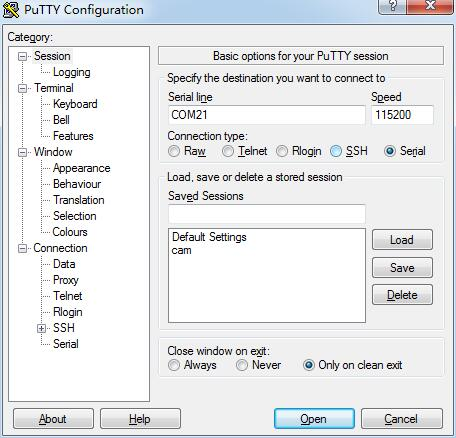 PuTTY Configuration
Category:
Session
Logging
Terminal
Keyboard
Bell
Features
Window
Appearance
Behaviour
Translation
Selection
Colours
Connection
Data
Proxy
Telnet
Rlogin
SSH
Serial
Basic options for your PuTTY session
Specify the destination you want to connect to
Serial line Speed
COM21 115200
Connection type:
Raw Telnet Rlogin SSH Serial
Load, save or delete a stored session
Saved Sessions
Default Settings
cam
Load
Save
Delete
Close window on exit:
Always Never Only on clean exit
About Help Open Cancel